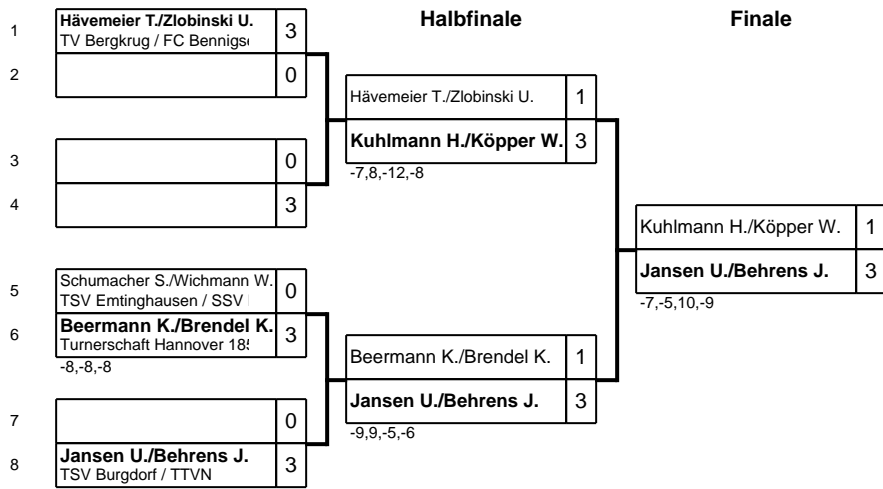 Halbfinale
Finale
1
Hävemeier T./Zlobinski U.
3
TV Bergkrug / FC
2
0
Hävemeier T./Zlobinski U.
1
Kuhlmann H./Köpper W.
3
-7,8,-12,-8
3
0
4
3
Kuhlmann H./Köpper W.
1
Jansen U./Behrens J.
3
-7,-5,10,-9
5
Schumacher S./Wichmann W.
0
TSV Emtinghausen / SSV
6
Beermann K./Brendel K.
3
Turnerschaft Hannover
-8,-8,-8
Beermann K./Brendel K.
1
Jansen U./Behrens J.
3
-9,9,-5,-6
7
0
8
Jansen U./Behrens J.
3
TSV Burgdorf / TTVN